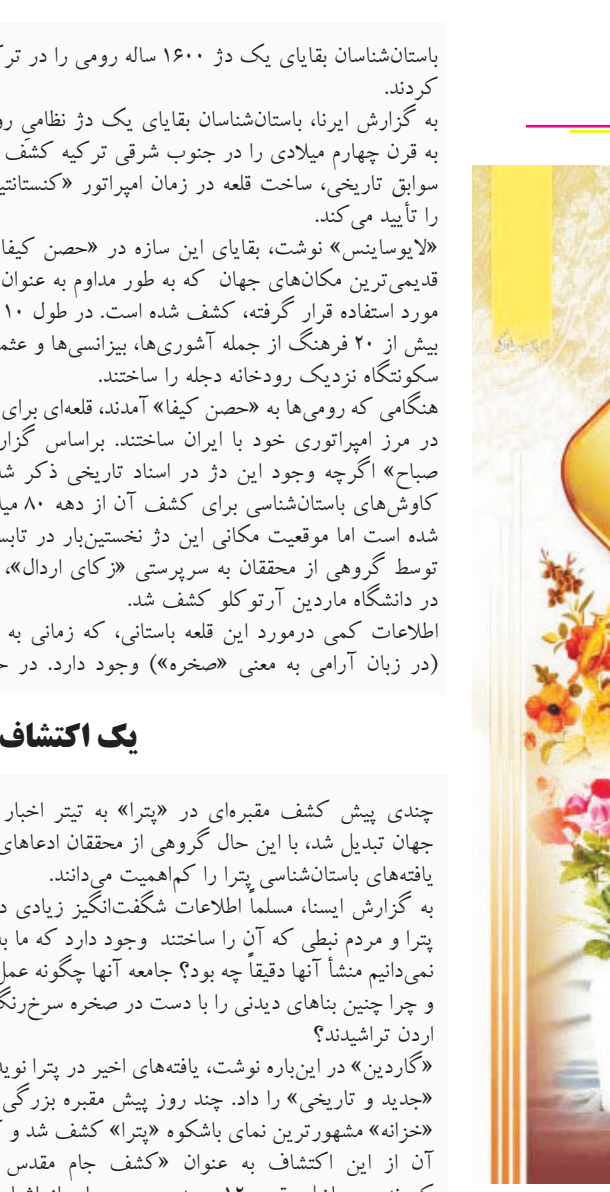 باستان‌شناسان بقایای یک دژ ۱۶۰۰ ساله رومی را در
کردند.
به گزارش ایرنا، باستان‌شناسان بقایای یک دژ نظامیِ
به قرن چهارم میلادی را در جنوب شرقی ترکیه کشف
سوابق تاریخی، ساخت قلعه در زمان امپراتور
را تأیید می‌کند.
«لایوساینس» نوشت، بقایای این سازه در «حصن کیفا
قدیمی‌ترین مکان‌های جهان که به طور مداوم به عنوان
مورد استفاده قرار گرفته، کشف شده است. در طول ۱۰
بیش از ۲۰ فرهنگ از جمله آشوری‌ها، بیزانسی‌ها و
سکونتگاه نزدیک رودخانه دجله را ساختند.
هنگامی که رومی‌ها به «حصن کیفا» آمدند، قلعه‌ای برای
در مرز امپراتوری خود با ایران ساختند. براساس
صباح» اگرچه وجود این دژ در اسناد تاریخی ذکر
کاوش‌های باستان‌شناسی برای کشف آن از دهه ۸۰
شده است اما موقعیت مکانی این دژ نخستین‌بار در
توسط گروهی از محققان به سرپرستی «زکای اردال»،
در دانشگاه ماردین آرتوکلو کشف شد.
اطلاعات کمی درمورد این قلعه باستانی، که زمانی به
(در زبان آرامی به معنی «صخره») وجود دارد. در
یک اکتشاف
چندی پیش کشف مقبره‌ای در «پترا» به تیتر اخبار
جهان تبدیل شد، با این حال گروهی از محققان ادعاهای
یافته‌های باستان‌شناسی پترا را کم‌اهمیت می‌دانند.
به گزارش ایسنا، مسلماً اطلاعات شگفت‌انگیز زیادی
پترا و مردم نبطی که آن را ساختند وجود دارد که ما
نمی‌دانیم منشأ آنها دقیقاً چه بود؟ جامعه آنها چگونه
و چرا چنین بناهای دیدنی را با دست در صخره
اردن تراشیدند؟
«گاردین» در این‌باره نوشت، یافته‌های اخیر در پترا
«جدید و تاریخی» را داد. چند روز پیش مقبره بزرگی
«خزانه» مشهورترین نمای باشکوه «پترا» کشف شد و
آن از این اکتشاف به عنوان «کشف جام مقدس